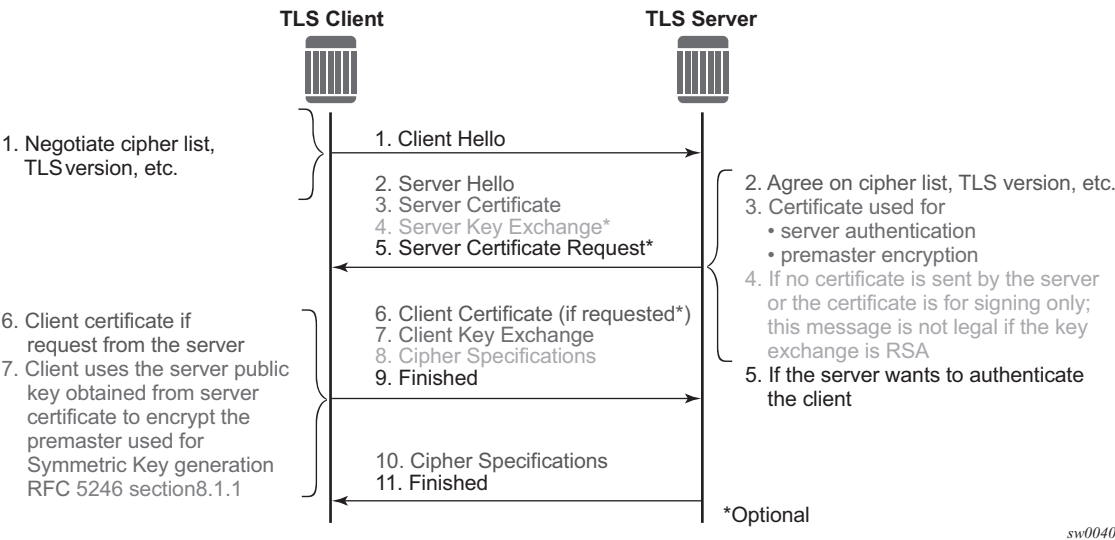 TLS Client
TLS Server
1. Negotiate cipher list,
TLS version, etc.
1. Client Hello
2. Server Hello
3. Server Certificate
4. Server Key Exchange*
5. Server Certificate Request*
2. Agree on cipher list, TLS version, etc.
3. Certificate used for
• server authentication
• premaster encryption
4. If no certificate is sent by the server
or the certificate is for signing only;
this message is not legal if the key
exchange is RSA
5. If the server wants to authenticate
the client
6. Client certificate if
request from the server
7. Client uses the server public
key obtained from server
certificate to encrypt the
premaster used for
Symmetric Key generation
RFC 5246 section8.1.1
6. Client Certificate (if requested*)
7. Client Key Exchange
8. Cipher Specifications
9. Finished
10. Cipher Specifications
11. Finished
*Optional
sw0040